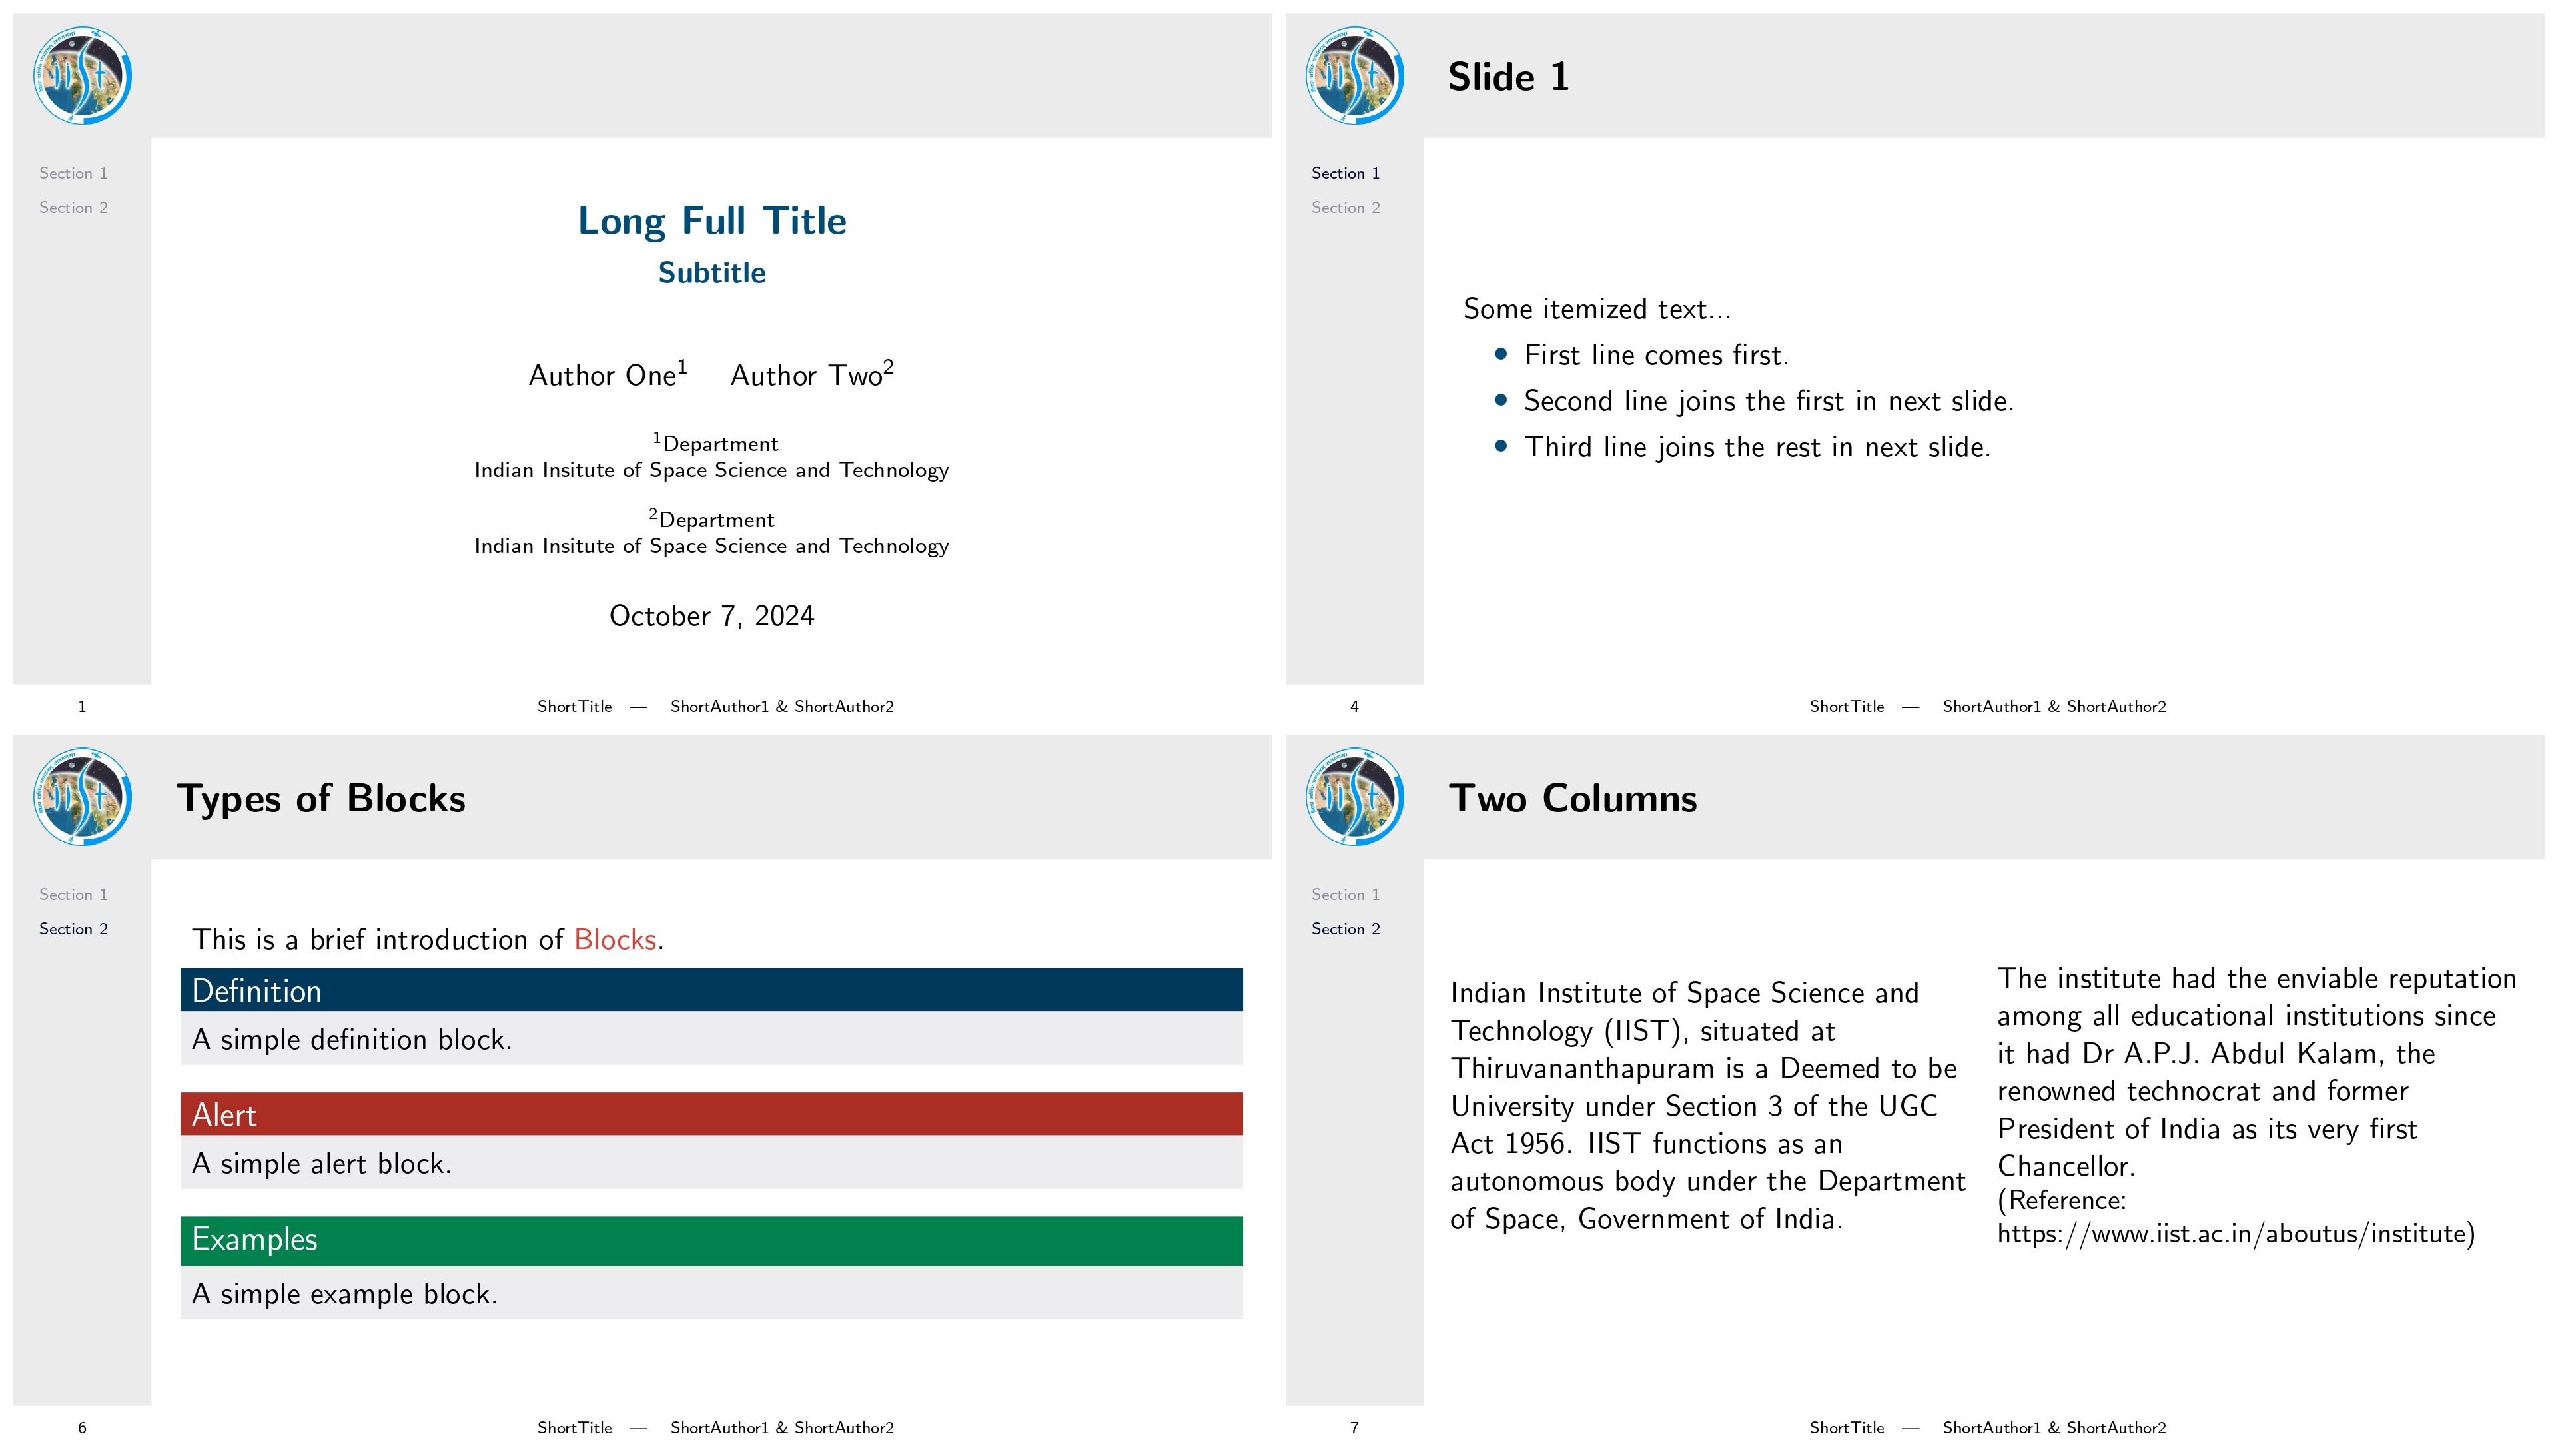 iist
Section 1
Section 2
Long Full Title
Subtitle
Author One1 Author Two2
1Department
Indian Insitute of Space Science and Technology
2Department
Indian Insitute of Space Science and Technology
October 7, 2024
1 ShortTitle — ShortAuthor1 & ShortAuthor2
iist
Slide 1
Section 1
Section 2
Some itemized text...
• First line comes first.
• Second line joins the first in next slide.
• Third line joins the rest in next slide.
4 ShortTitle — ShortAuthor1 & ShortAuthor2
iist
Types of Blocks
Section 1
Section 2
This is a brief introduction of Blocks.
Definition
A simple definition block.
Alert
A simple alert block.
Examples
A simple example block.
6 ShortTitle — ShortAuthor1 & ShortAuthor2
iist
Two Columns
Section 1
Section 2
Indian Institute of Space Science and
Technology (IIST), situated at
Thiruvananthapuram is a Deemed to be
University under Section 3 of the UGC
Act 1956. IIST functions as an
autonomous body under the Department
of Space, Government of India.
The institute had the enviable reputation
among all educational institutions since
it had Dr A.P.J. Abdul Kalam, the
renowned technocrat and former
President of India as its very first
Chancellor.
(Reference:
https://www.iist.ac.in/aboutus/institute)
7 ShortTitle — ShortAuthor1 & ShortAuthor2